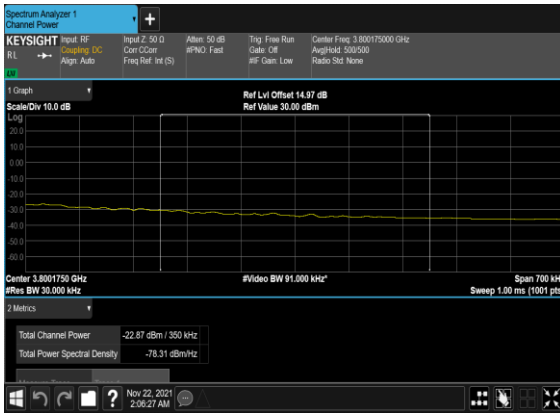 Spectrum Analyzer 1
Channel Power
+
KEYSIGHT Input: RF Input Z: 50 Ω Atten: 50 dB Trig: Free Run Center Freq: 3.800175000 GHz
RL Coupling: DC Corr CCorr #PNO: Fast Gate: Off Avg|Hold: 500/500
Align: Auto Freq Ref: Int (S) #IF Gain: Low Radio Std: None
1 Graph
Ref Lvl Offset 14.97 dB
Scale/Div 10.0 dB Ref Value 30.00 dBm
Log
20.0
10.0
0.00
-10.0
-20.0
-30.0
-40.0
-50.0
-60.0
Center 3.8001750 GHz #Video BW 91.000 kHz* Span 700 kH
#Res BW 30.000 kHz Sweep 1.00 ms (1001 pts
2 Metrics
Total Channel Power -22.87 dBm / 350 kHz
Total Power Spectral Density -78.31 dBm/Hz
? Nov 22, 2021
2:06:27 AM